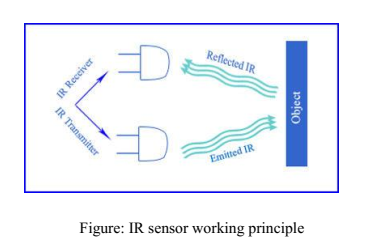 Reflected IR
IR Receiver
IR Transmitter
Object
Emitted IR
Figure: IR sensor working principle